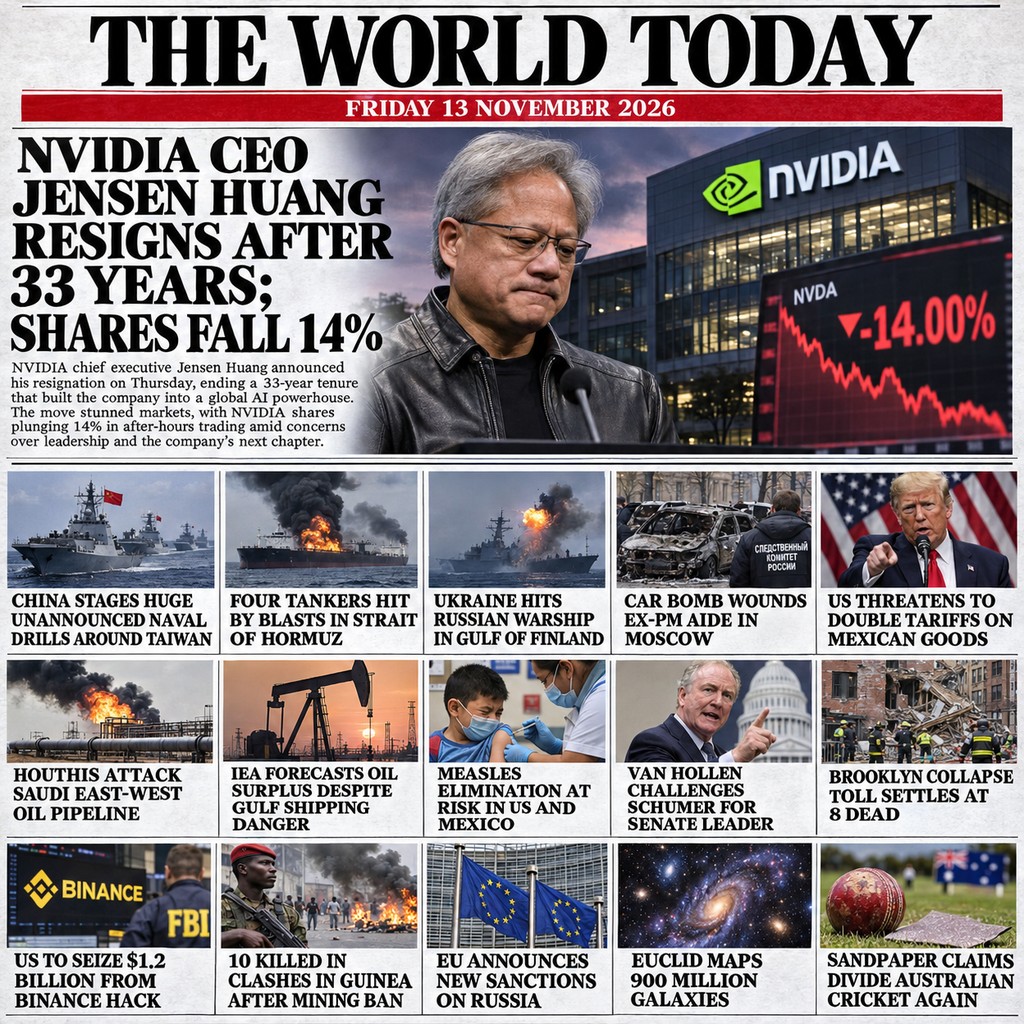 THE WORLD TODAY
FRIDAY 13 NOVEMBER 2026
NVIDIA CEO
JENSEN HUANG
RESIGNS AFTER
33 YEARS;
SHARES FALL 14%
NVIDIA chief executive Jensen Huang announced
his resignation on Thursday, ending a 33-year tenure
that built the company into a global AI powerhouse.
The move stunned markets, with NVIDIA shares
plunging 14% in after-hours trading amid concerns
over leadership and the company's next chapter.
NVIDIA
NVDA
▼-14.00%
СЛЕДСТВЕННЫЙ
КОМИТЕТ
РОССИИ
CHINA STAGES HUGE
UNANNOUNCED NAVAL
DRILLS AROUND TAIWAN
FOUR TANKERS HIT
BY BLASTS IN STRAIT
OF HORMUZ
UKRAINE HITS
RUSSIAN WARSHIP
IN GULF OF FINLAND
CAR BOMB WOUNDS
EX-PM AIDE IN
MOSCOW
US THREATENS TO
DOUBLE TARIFFS ON
MEXICAN GOODS
HOUTHIS ATTACK
SAUDI EAST-WEST
OIL PIPELINE
IEA FORECASTS OIL
SURPLUS DESPITE
GULF SHIPPING
DANGER
MEASLES
ELIMINATION AT
RISK IN US AND
MEXICO
VAN HOLLEN
CHALLENGES
SCHUMER FOR
SENATE LEADER
BROOKLYN COLLAPSE
TOLL SETTLES AT
8 DEAD
BINANCE
FBI
US TO SEIZE $1.2
BILLION FROM
BINANCE HACK
10 KILLED IN
CLASHES IN GUINEA
AFTER MINING BAN
EU ANNOUNCES
NEW SANCTIONS
ON RUSSIA
EUCLID MAPS
900 MILLION
GALAXIES
SANDPAPER CLAIMS
DIVIDE AUSTRALIAN
CRICKET AGAIN